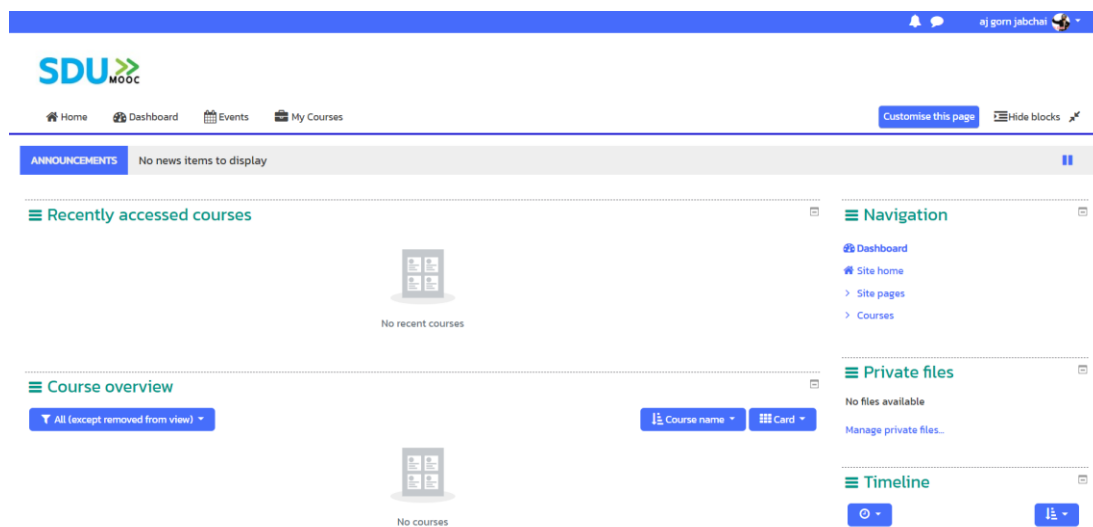 aj gorn jabchai
SDU MOOC
Home Dashboard Events My Courses Customise this page Hide blocks
ANNOUNCEMENTS No news items to display
Recently accessed courses
No recent courses
Course overview
All (except removed from view) Course name Card
No courses
Navigation
Dashboard
Site home
Site pages
Courses
Private files
No files available
Manage private files...
Timeline